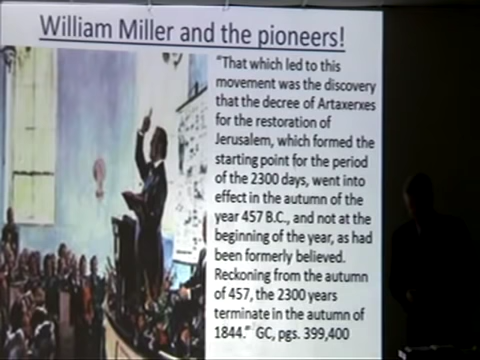 William Miller and the pioneers!
“That which led to this
movement was the discovery
that the decree of Artaxerxes
for the restoration of
Jerusalem, which formed the
starting point for the period
of the 2300 days, went into
effect in the autumn of the
year 457 B.C., and not at the
beginning of the year, as had
been formerly believed.
Reckoning from the autumn
of 457, the 2300 years
terminate in the autumn of
1844.” GC, pgs. 399,400